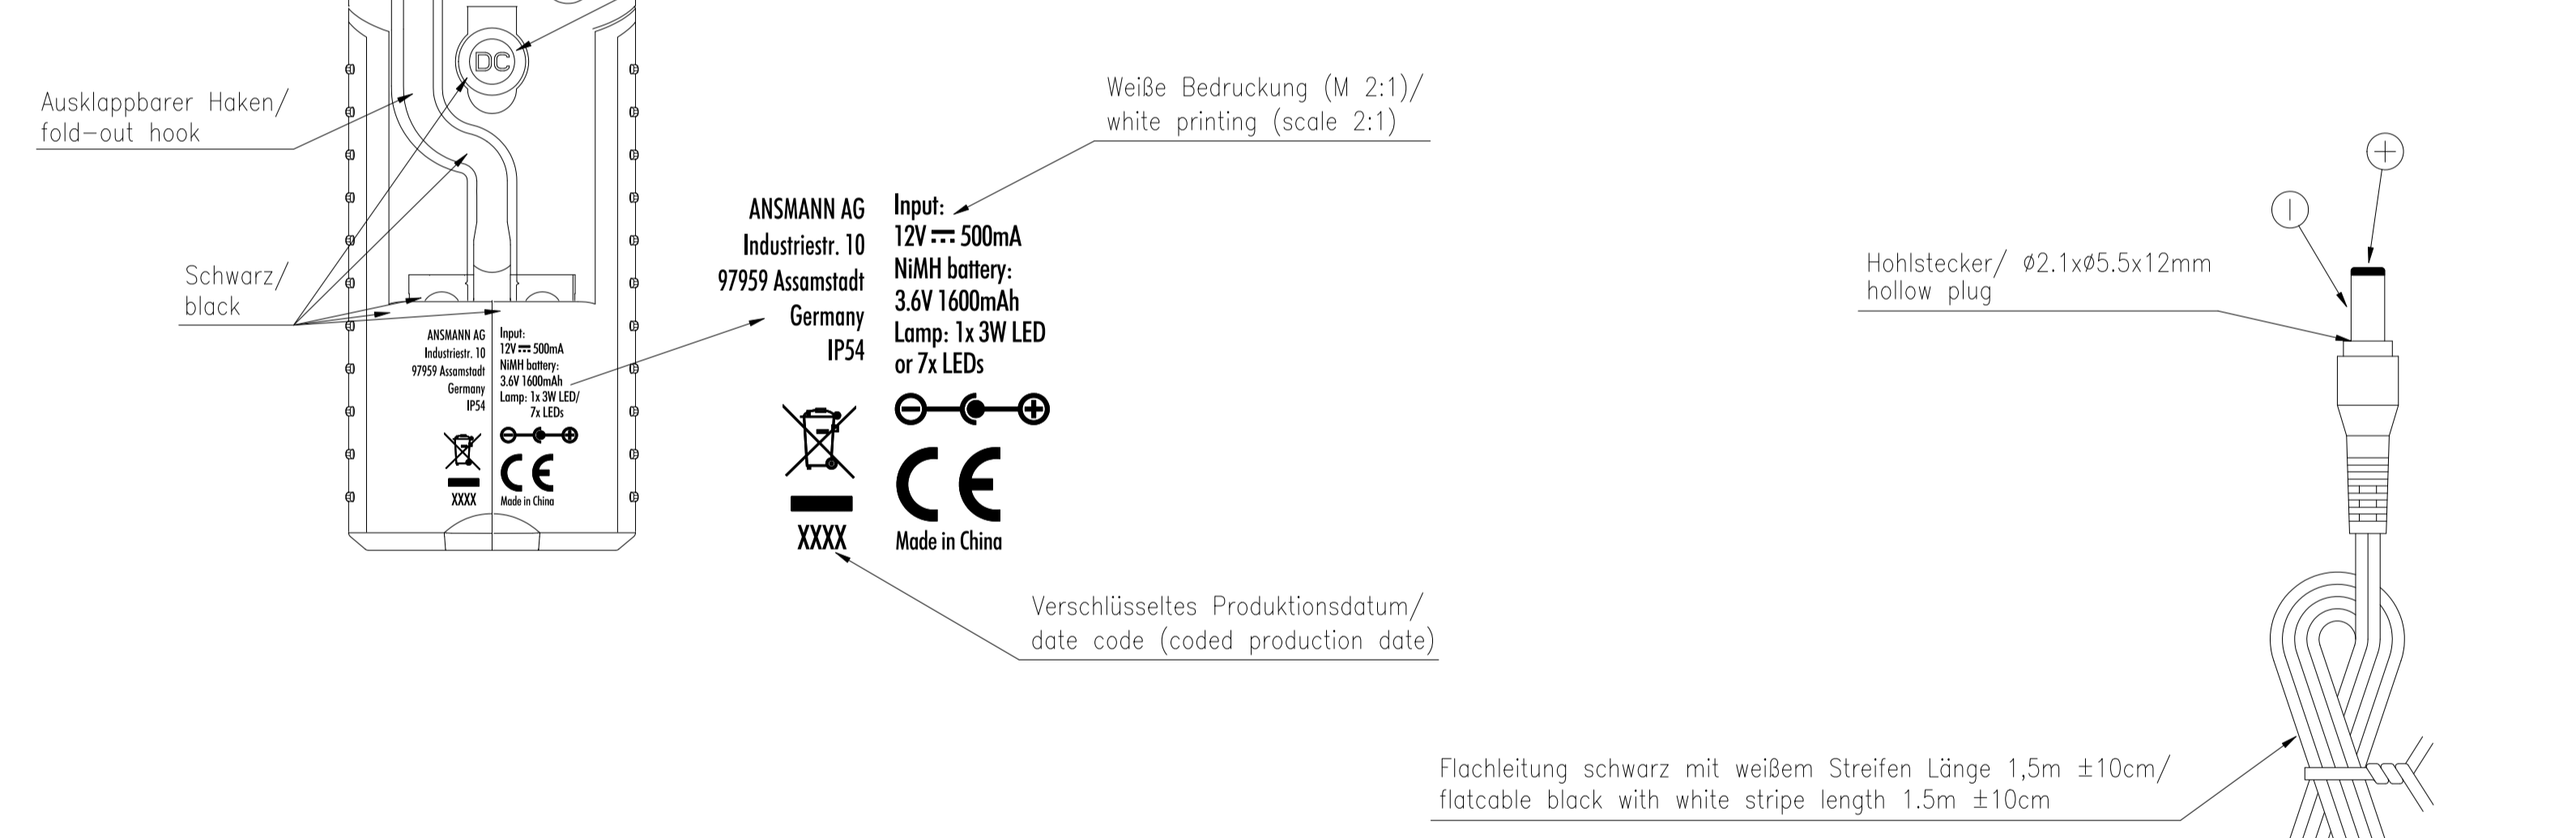 DC
Ausklappbarer Haken/
fold-out hook
Schwarz/
black
ANSMANN AG
Industriestr. 10
97959 Assamstadt
Germany
IP54
XXXX
Input:
12V ⎓ 500mA
NiMH battery:
3.6V 1600mAh
Lamp: 1x 3W LED/
7x LEDs
CE
Made in China
Weiße Bedruckung (M 2:1)/
white printing (scale 2:1)
ANSMANN AG
Industriestr. 10
97959 Assamstadt
Germany
IP54
XXXX
Input:
12V ⎓ 500mA
NiMH battery:
3.6V 1600mAh
Lamp: 1x 3W LED
or 7x LEDs
CE
Made in China
Verschlüsseltes Produktionsdatum/
date code (coded production date)
Hohlstecker/ ø2.1xø5.5x12mm
hollow plug
Flachleitung schwarz mit weißem Streifen Länge 1,5m ±10cm/
flatcable black with white stripe length 1.5m ±10cm